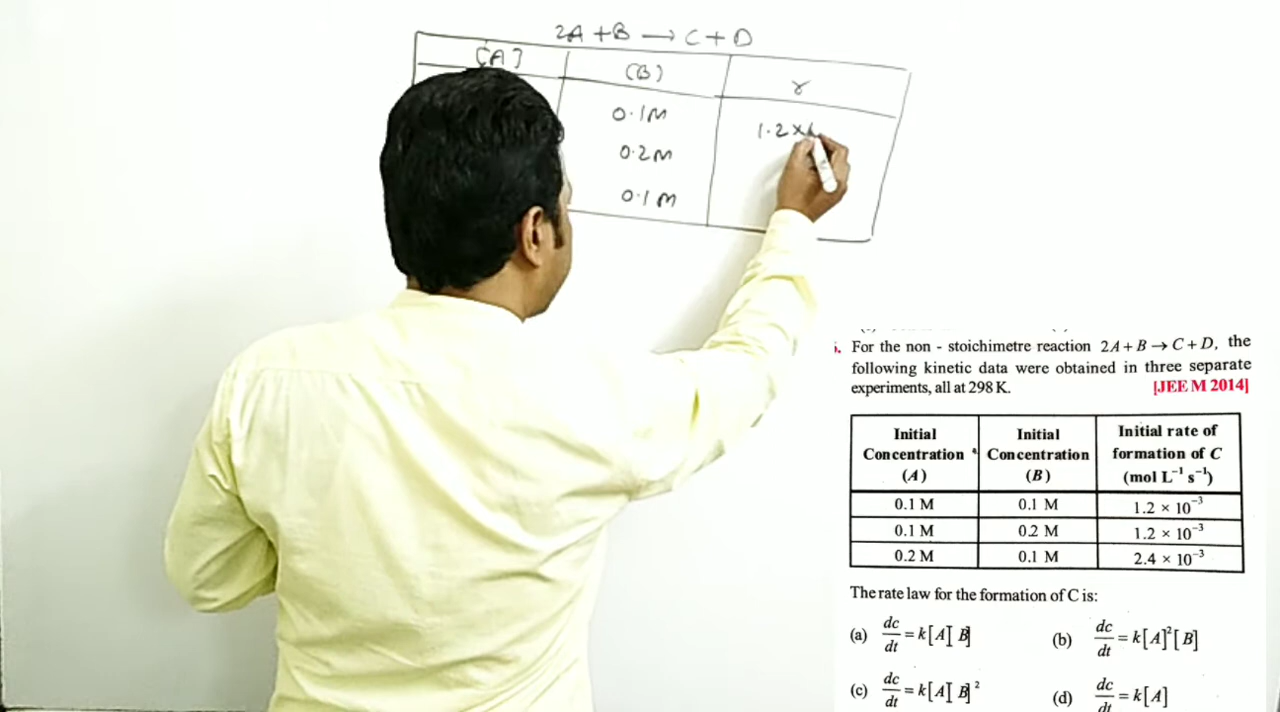 2A + B → C + D
[A]
(B)
r
0.1M
1.2 ×
0.2M
0.1M
For the non - stoichimetre reaction 2A + B → C + D, the
following kinetic data were obtained in three separate
experiments, all at 298 K. [JEE M 2014]
Initial Concentration (A)
Initial Concentration (B)
Initial rate of formation of C (mol L⁻¹ s⁻¹)
0.1 M 0.1 M 1.2 × 10⁻³
0.1 M 0.2 M 1.2 × 10⁻³
0.2 M 0.1 M 2.4 × 10⁻³
The rate law for the formation of C is:
(a) dc/dt = k[A][B] (b) dc/dt = k[A]²[B]
(c) dc/dt = k[A][B]² (d) dc/dt = k[A]